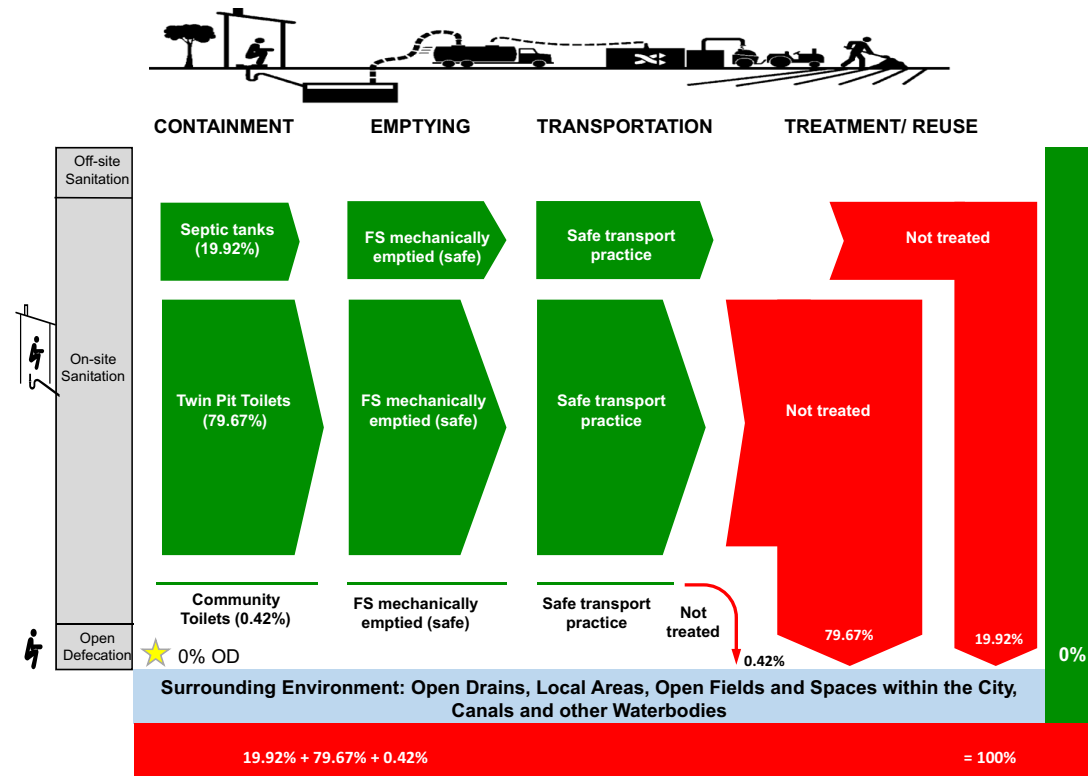 CONTAINMENT
EMPTYING
TRANSPORTATION
TREATMENT/ REUSE
Off-site
Sanitation
Septic tanks
(19.92%)
FS mechanically
emptied (safe)
Safe transport
practice
Not treated
On-site
Sanitation
Twin Pit Toilets
(79.67%)
FS mechanically
emptied (safe)
Safe transport
practice
Not treated
Community
Toilets (0.42%)
FS mechanically
emptied (safe)
Safe transport
practice
Not
treated
79.67%
19.92%
Open
Defecation
0% OD
0.42%
0%
Surrounding Environment: Open Drains, Local Areas, Open Fields and Spaces within the City,
Canals and other Waterbodies
19.92% + 79.67% + 0.42%
= 100%